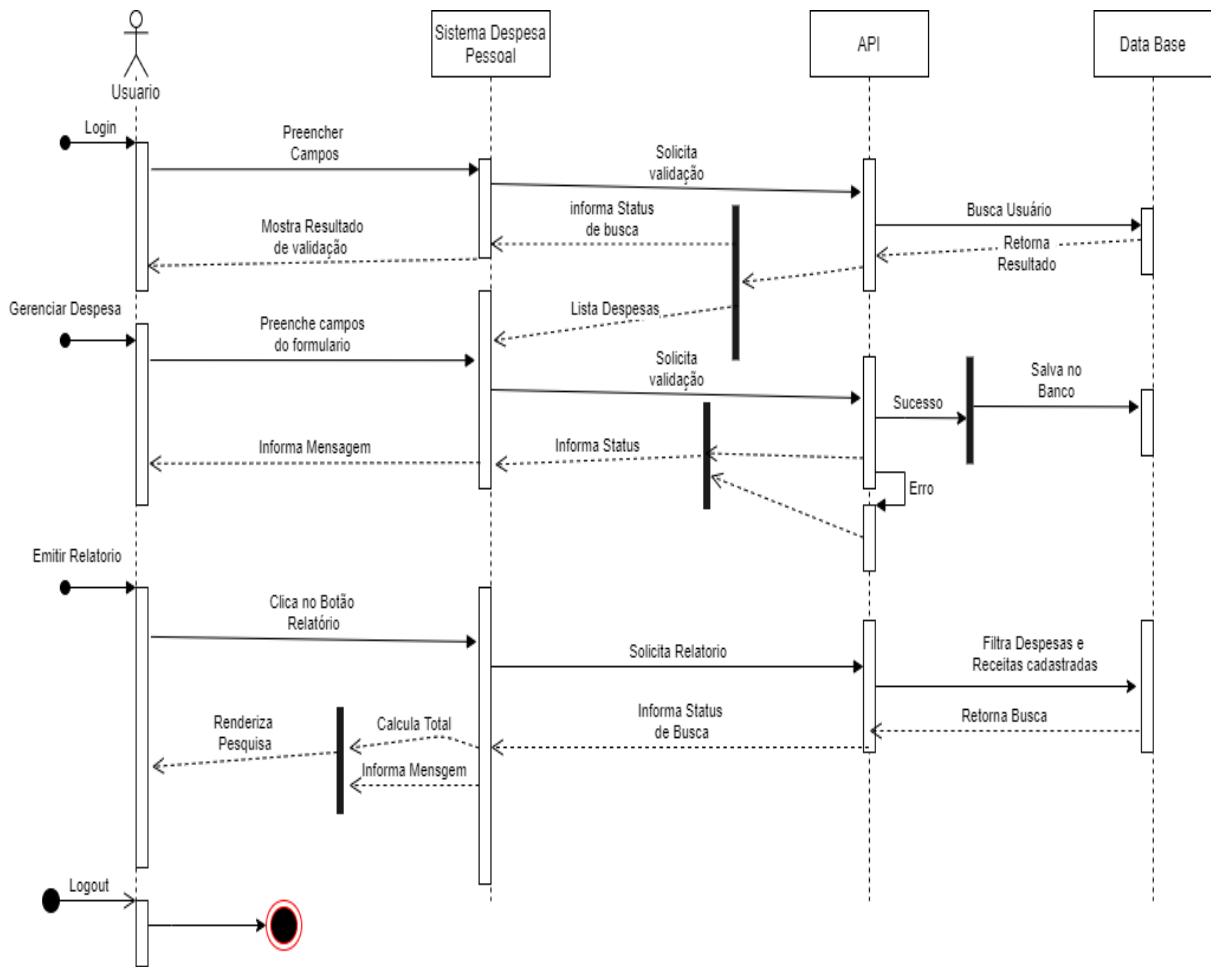 Sistema Despesa
Pessoal
API
Data Base
Usuario
Login
Preencher
Campos
Solicita
validação
informa Status
de busca
Busca Usuário
Mostra Resultado
de validação
Retorna
Resultado
Gerenciar Despesa
Lista Despesas
Preenche campos
do formulario
Solicita
validação
Salva no
Banco
Sucesso
Informa Mensagem
Informa Status
Erro
Emitir Relatorio
Clica no Botão
Relatório
Solicita Relatorio
Filtra Despesas e
Receitas cadastradas
Renderiza
Pesquisa
Calcula Total
Informa Status
de Busca
Retorna Busca
Informa Mensgem
Logout